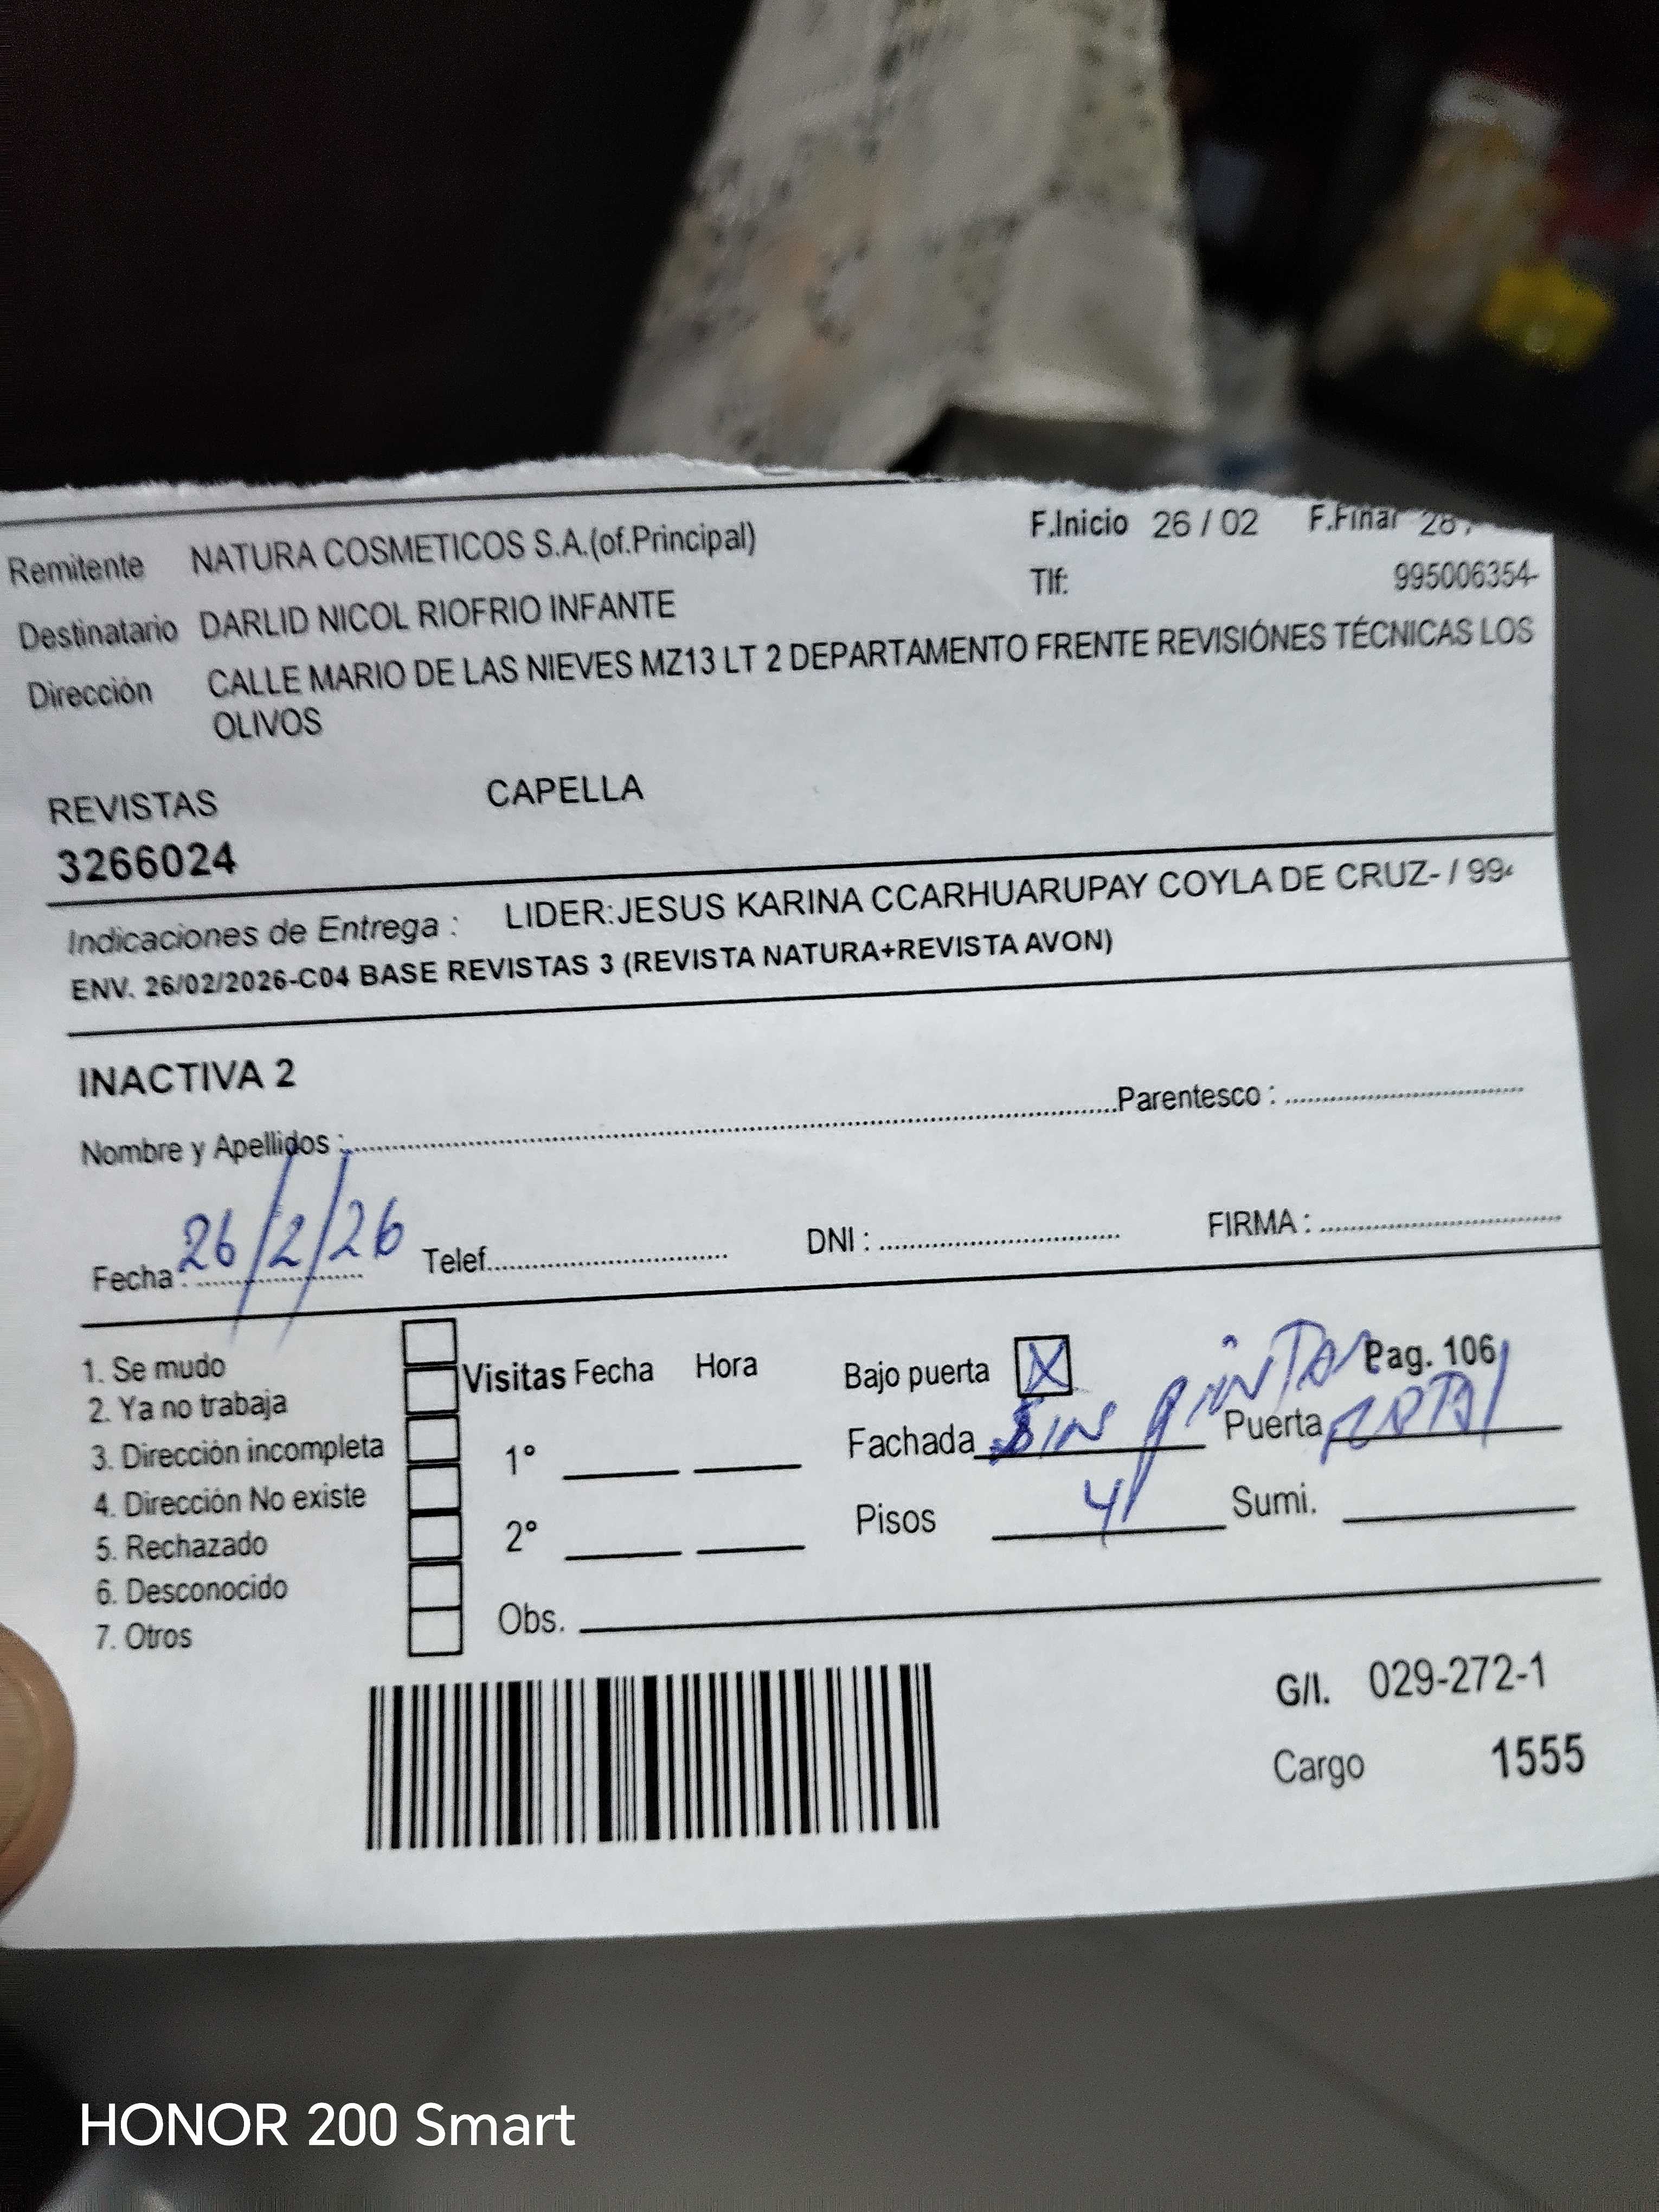 F.Inicio 26 / 02 F.Final 28
Remitente NATURA COSMETICOS S.A.(of.Principal)
Tlf: 995006354-
Destinatario DARLID NICOL RIOFRIO INFANTE
Dirección CALLE MARIO DE LAS NIEVES MZ13 LT 2 DEPARTAMENTO FRENTE REVISIÓNES TÉCNICAS LOS
OLIVOS
REVISTAS CAPELLA
3266024
Indicaciones de Entrega : LIDER:JESUS KARINA CCARHUARUPAY COYLA DE CRUZ- / 99
ENV. 26/02/2026-C04 BASE REVISTAS 3 (REVISTA NATURA+REVISTA AVON)
INACTIVA 2
Nombre y Apellidos : Parentesco :
Fecha : 26/2/26 Telef. DNI : FIRMA :
1. Se mudo
2. Ya no trabaja
3. Dirección incompleta
4. Dirección No existe
5. Rechazado
6. Desconocido
7. Otros
Visitas Fecha Hora
1°
2°
Obs.
Bajo puerta X Pag. 106
Fachada SIN pINTAR Puerta
Pisos 4 Sumi.
G/I. 029-272-1
Cargo 1555
HONOR 200 Smart